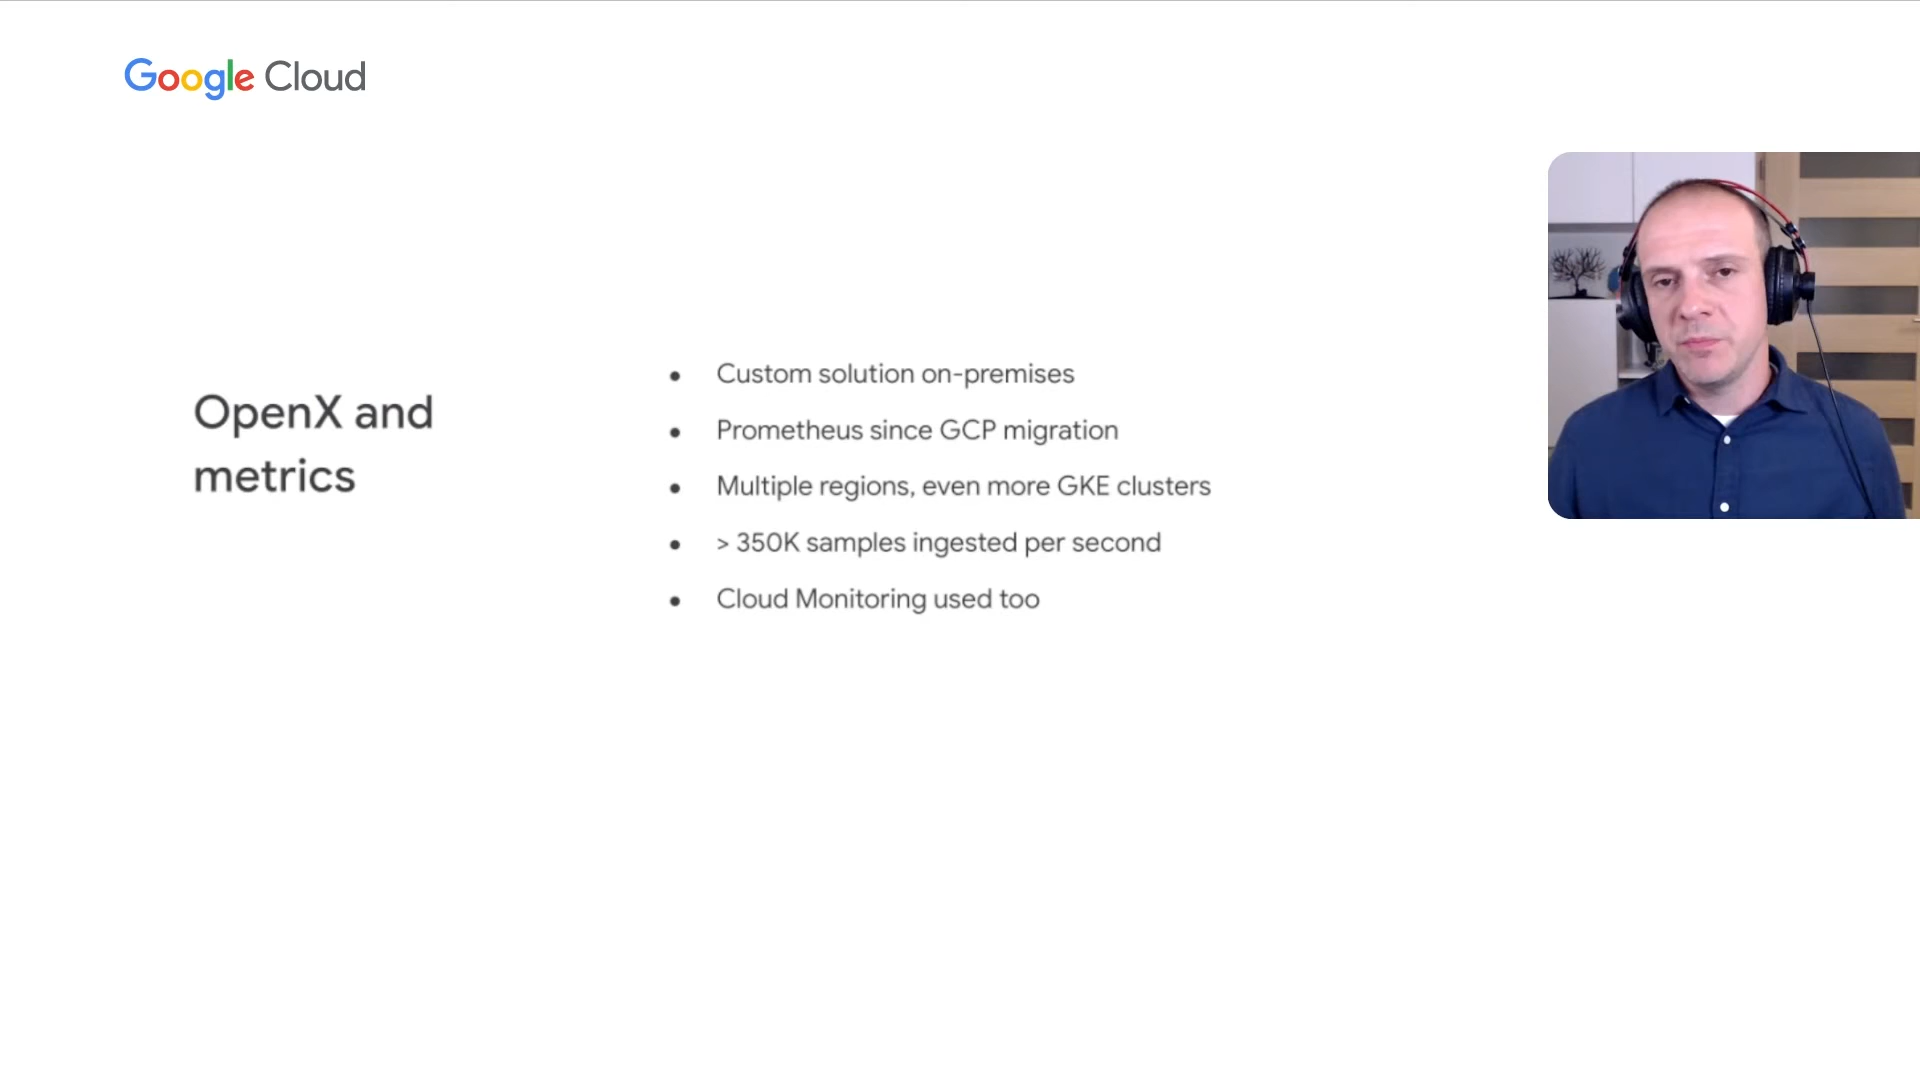 Google Cloud
OpenX and
metrics
• Custom solution on-premises
• Prometheus since GCP migration
• Multiple regions, even more GKE clusters
• > 350K samples ingested per second
• Cloud Monitoring used too